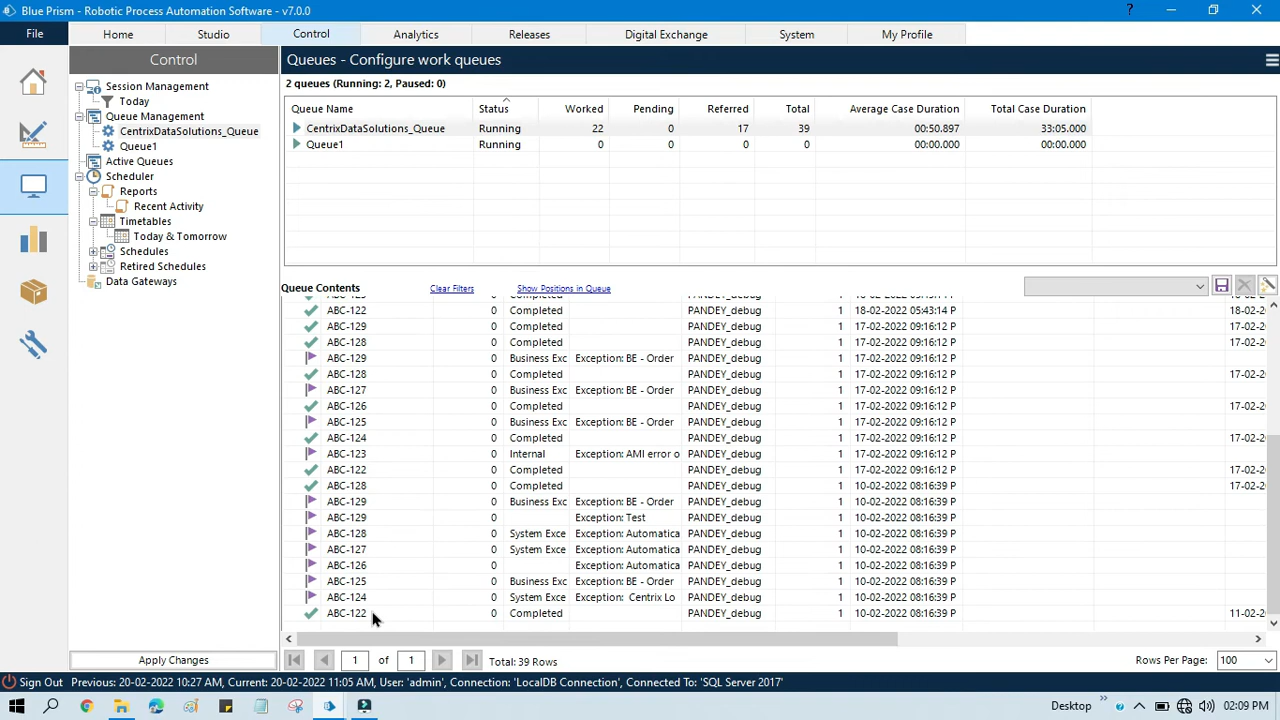 Blue Prism - Robotic Process Automation Software - v7.0.0
?
File Home Studio Control Analytics Releases Digital Exchange System My Profile
Control
Queues - Configure work queues
Session Management
Today
Queue Management
CentrixDataSolutions_Queue
Queue1
Active Queues
Scheduler
Reports
Recent Activity
Timetables
Today & Tomorrow
Schedules
Retired Schedules
Data Gateways
Apply Changes
2 queues (Running: 2, Paused: 0)
Queue Name Status Worked Pending Referred Total Average Case Duration Total Case Duration
CentrixDataSolutions_Queue Running 22 0 17 39 00:50.897 33:05.000
Queue1 Running 0 0 0 0 00:00.000 00:00.000
Queue Contents Clear Filters Show Positions in Queue
ABC-122 0 Completed PANDEY_debug 1 18-02-2022 05:43:14 P 18-02-2
ABC-129 0 Completed PANDEY_debug 1 17-02-2022 09:16:12 P 17-02-2
ABC-128 0 Completed PANDEY_debug 1 17-02-2022 09:16:12 P 17-02-2
ABC-129 0 Business Exc Exception: BE - Order PANDEY_debug 1 17-02-2022 09:16:12 P
ABC-128 0 Completed PANDEY_debug 1 17-02-2022 09:16:12 P 17-02-2
ABC-127 0 Business Exc Exception: BE - Order PANDEY_debug 1 17-02-2022 09:16:12 P
ABC-126 0 Completed PANDEY_debug 1 17-02-2022 09:16:12 P 17-02-2
ABC-125 0 Business Exc Exception: BE - Order PANDEY_debug 1 17-02-2022 09:16:12 P
ABC-124 0 Completed PANDEY_debug 1 17-02-2022 09:16:12 P 17-02-2
ABC-123 0 Internal Exception: AMI error o PANDEY_debug 1 17-02-2022 09:16:12 P
ABC-122 0 Completed PANDEY_debug 1 17-02-2022 09:16:12 P 17-02-2
ABC-128 0 Completed PANDEY_debug 1 10-02-2022 08:16:39 P 17-02-2
ABC-129 0 Business Exc Exception: BE - Order PANDEY_debug 1 10-02-2022 08:16:39 P
ABC-129 0 Exception: Test PANDEY_debug 1 10-02-2022 08:16:39 P
ABC-128 0 System Exce Exception: Automatica PANDEY_debug 1 10-02-2022 08:16:39 P
ABC-127 0 System Exce Exception: Automatica PANDEY_debug 1 10-02-2022 08:16:39 P
ABC-126 0 Exception: Automatica PANDEY_debug 1 10-02-2022 08:16:39 P
ABC-125 0 Business Exc Exception: BE - Order PANDEY_debug 1 10-02-2022 08:16:39 P
ABC-124 0 System Exce Exception: Centrix Lo PANDEY_debug 1 10-02-2022 08:16:39 P
ABC-122 0 Completed PANDEY_debug 1 10-02-2022 08:16:39 P 11-02-2
1 of 1 Total: 39 Rows Rows Per Page: 100
Sign Out Previous: 20-02-2022 10:27 AM, Current: 20-02-2022 11:05 AM, User: 'admin', Connection: 'LocalDB Connection', Connected To: 'SQL Server 2017'
Desktop 02:09 PM